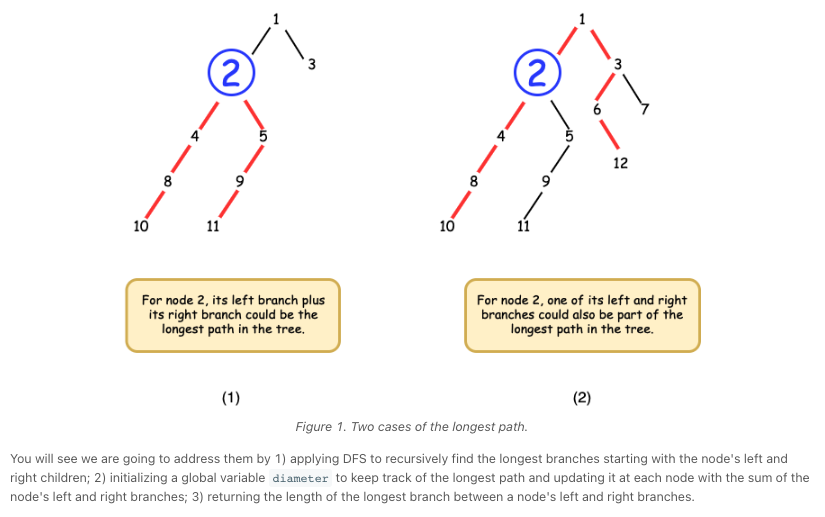 1
1
2
3
2
3
6
7
4
5
4
5
12
8
9
8
9
10
11
10
11
For node 2, its left branch plus
its right branch could be the
longest path in the tree.
For node 2, one of its left and right
branches could also be part of the
longest path in the tree.
(1)
(2)
Figure 1. Two cases of the longest path.
You will see we are going to address them by 1) applying DFS to recursively find the longest branches starting with the node's left and
right children; 2) initializing a global variable diameter to keep track of the longest path and updating it at each node with the sum of the
node's left and right branches; 3) returning the length of the longest branch between a node's left and right branches.